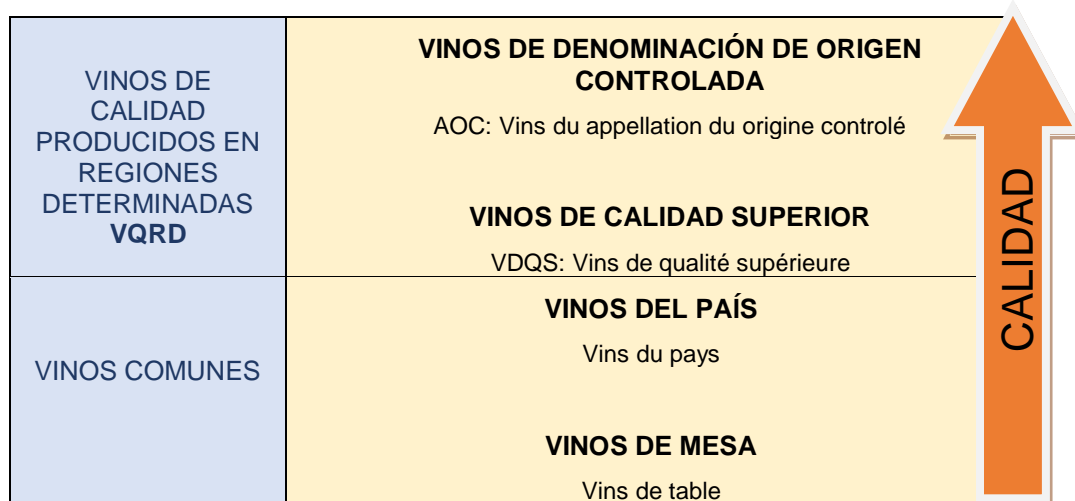 VINOS DE
CALIDAD
PRODUCIDOS EN
REGIONES
DETERMINADAS
VQRD
VINOS DE DENOMINACIÓN DE ORIGEN
CONTROLADA
AOC: Vins du appellation du origine controlé
VINOS DE CALIDAD SUPERIOR
VDQS: Vins de qualité supérieure
VINOS COMUNES
VINOS DEL PAÍS
Vins du pays
VINOS DE MESA
Vins de table
CALIDAD